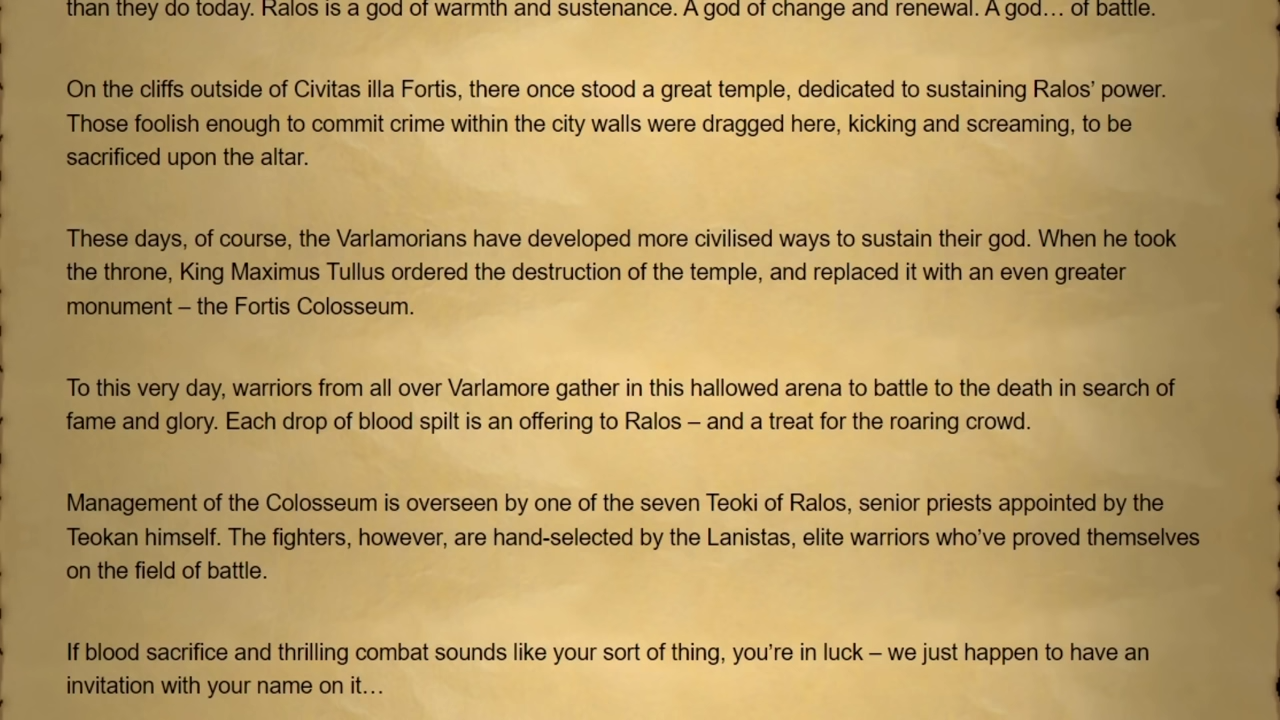 than they do today. Ralos is a god of warmth and sustenance. A god of change and renewal. A god… of battle.
On the cliffs outside of Civitas illa Fortis, there once stood a great temple, dedicated to sustaining Ralos’ power.
Those foolish enough to commit crime within the city walls were dragged here, kicking and screaming, to be
sacrificed upon the altar.
These days, of course, the Varlamorians have developed more civilised ways to sustain their god. When he took
the throne, King Maximus Tullus ordered the destruction of the temple, and replaced it with an even greater
monument – the Fortis Colosseum.
To this very day, warriors from all over Varlamore gather in this hallowed arena to battle to the death in search of
fame and glory. Each drop of blood spilt is an offering to Ralos – and a treat for the roaring crowd.
Management of the Colosseum is overseen by one of the seven Teoki of Ralos, senior priests appointed by the
Teokan himself. The fighters, however, are hand-selected by the Lanistas, elite warriors who’ve proved themselves
on the field of battle.
If blood sacrifice and thrilling combat sounds like your sort of thing, you’re in luck – we just happen to have an
invitation with your name on it…